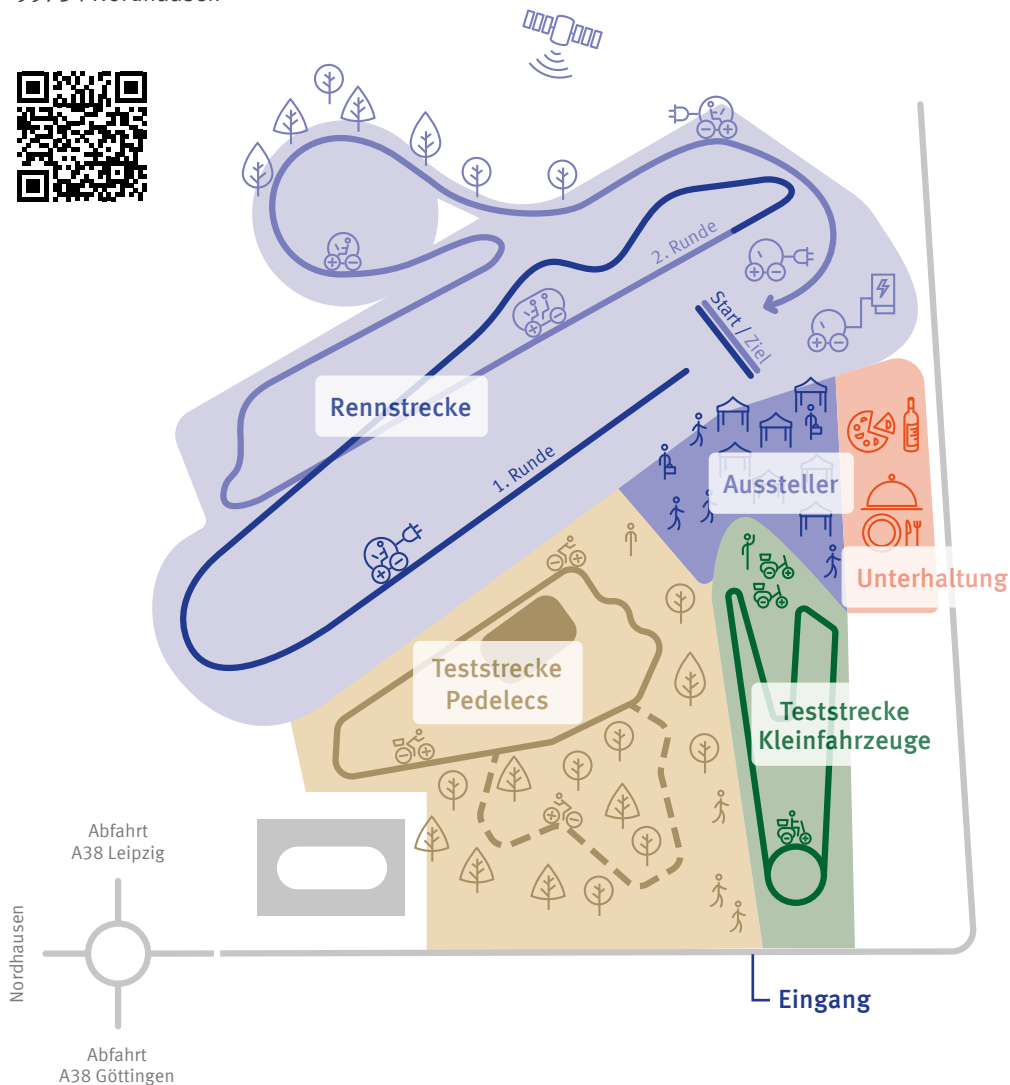 2. Runde
Start / Ziel
Rennstrecke
1. Runde
Aussteller
Unterhaltung
Teststrecke
Pedelecs
Teststrecke
Kleinfahrzeuge
Abfahrt
A38 Leipzig
Nordhausen
Eingang
Abfahrt
A38 Göttingen